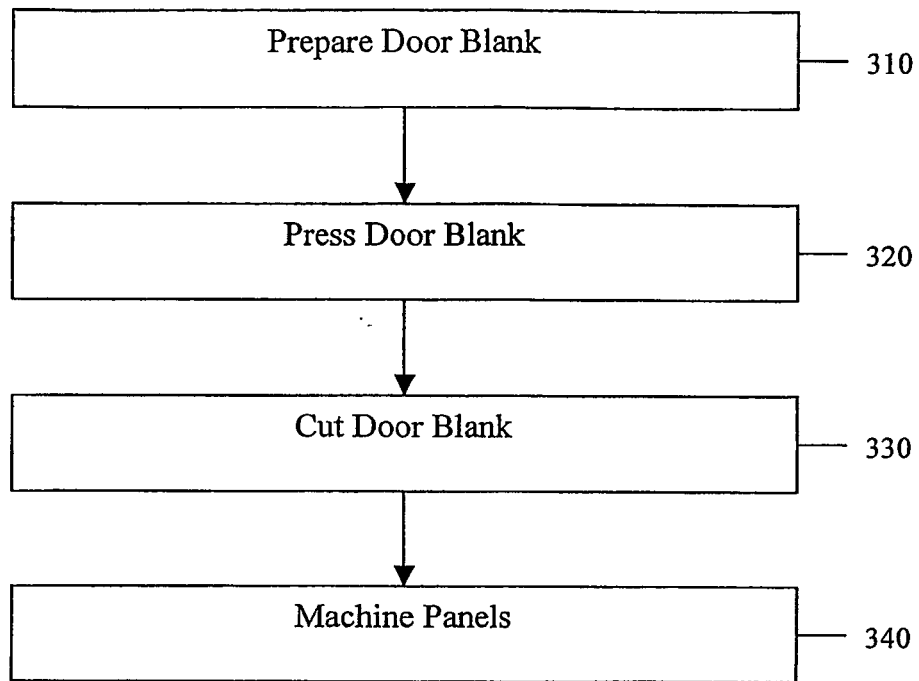 Prepare Door Blank
310
Press Door Blank
320
Cut Door Blank
330
Machine Panels
340